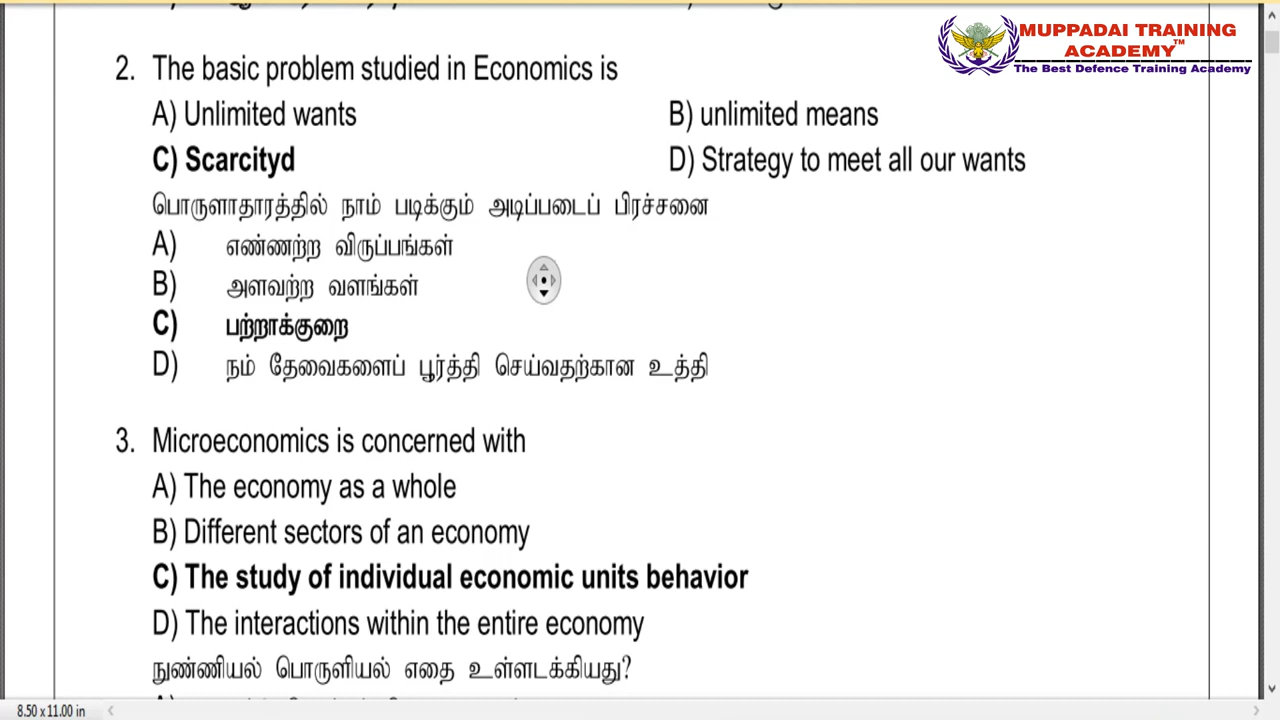 MUPPADAI TRAINING
ACADEMY™
The Best Defence Training Academy
2. The basic problem studied in Economics is
A) Unlimited wants B) unlimited means
C) Scarcityd D) Strategy to meet all our wants
பொருளாதாரத்தில் நாம் படிக்கும் அடிப்படைப் பிரச்சனை
A) எண்ணற்ற விருப்பங்கள்
B) அளவற்ற வளங்கள்
C) பற்றாக்குறை
D) நம் தேவைகளைப் பூர்த்தி செய்வதற்கான உத்தி
3. Microeconomics is concerned with
A) The economy as a whole
B) Different sectors of an economy
C) The study of individual economic units behavior
D) The interactions within the entire economy
நுண்ணியல் பொருளியல் எதை உள்ளடக்கியது?
8.50 x 11.00 in